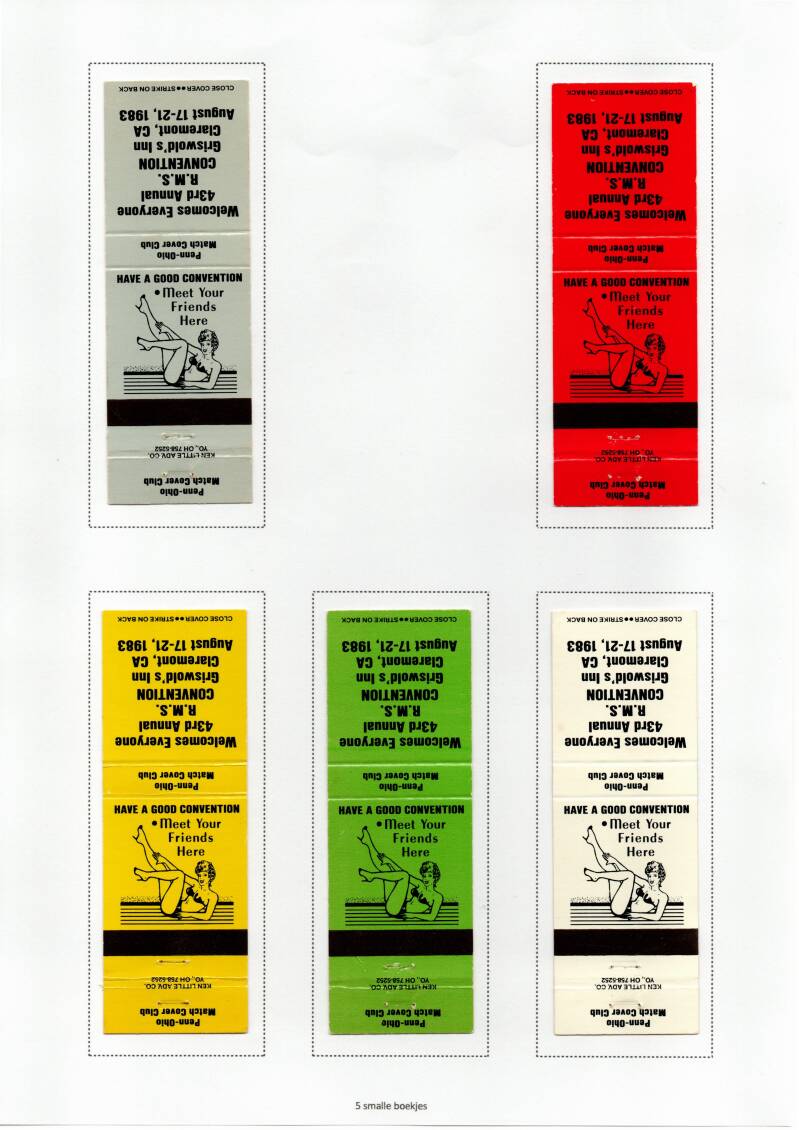 HAVE A GOOD CONVENTION
• Meet Your
Friends
Here
Penn-Ohio
Match Cover Club
KEN LITTLE ADV. CO.
YO., OH 758-5252
Penn-Ohio
Match Cover Club
Welcomes Everyone
43rd Annual
R.M.S.
CONVENTION
Griswold's Inn
Claremont, CA
August 17-21, 1983
CLOSE COVER••STRIKE ON BACK
HAVE A GOOD CONVENTION
• Meet Your
Friends
Here
Penn-Ohio
Match Cover Club
KEN LITTLE ADV. CO.
YO., OH 758-5252
Penn-Ohio
Match Cover Club
Welcomes Everyone
43rd Annual
R.M.S.
CONVENTION
Griswold's Inn
Claremont, CA
August 17-21, 1983
CLOSE COVER••STRIKE ON BACK
HAVE A GOOD CONVENTION
• Meet Your
Friends
Here
Penn-Ohio
Match Cover Club
KEN LITTLE ADV. CO.
YO., OH 758-5252
Penn-Ohio
Match Cover Club
Welcomes Everyone
43rd Annual
R.M.S.
CONVENTION
Griswold's Inn
Claremont, CA
August 17-21, 1983
CLOSE COVER••STRIKE ON BACK
HAVE A GOOD CONVENTION
• Meet Your
Friends
Here
Penn-Ohio
Match Cover Club
KEN LITTLE ADV. CO.
YO., OH 758-5252
Penn-Ohio
Match Cover Club
Welcomes Everyone
43rd Annual
R.M.S.
CONVENTION
Griswold's Inn
Claremont, CA
August 17-21, 1983
CLOSE COVER••STRIKE ON BACK
HAVE A GOOD CONVENTION
• Meet Your
Friends
Here
Penn-Ohio
Match Cover Club
KEN LITTLE ADV. CO.
YO., OH 758-5252
Penn-Ohio
Match Cover Club
Welcomes Everyone
43rd Annual
R.M.S.
CONVENTION
Griswold's Inn
Claremont, CA
August 17-21, 1983
CLOSE COVER••STRIKE ON BACK
5 smalle boekjes